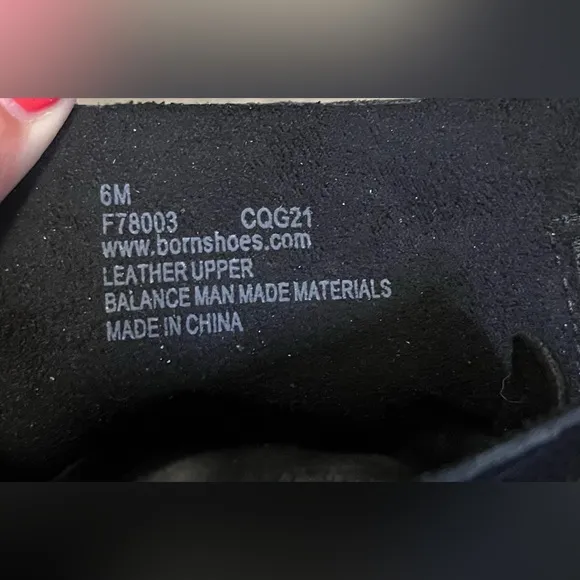 6M
F78003 CQG21
www.bornshoes.com
LEATHER UPPER
BALANCE MAN MADE MATERIALS
MADE IN CHINA